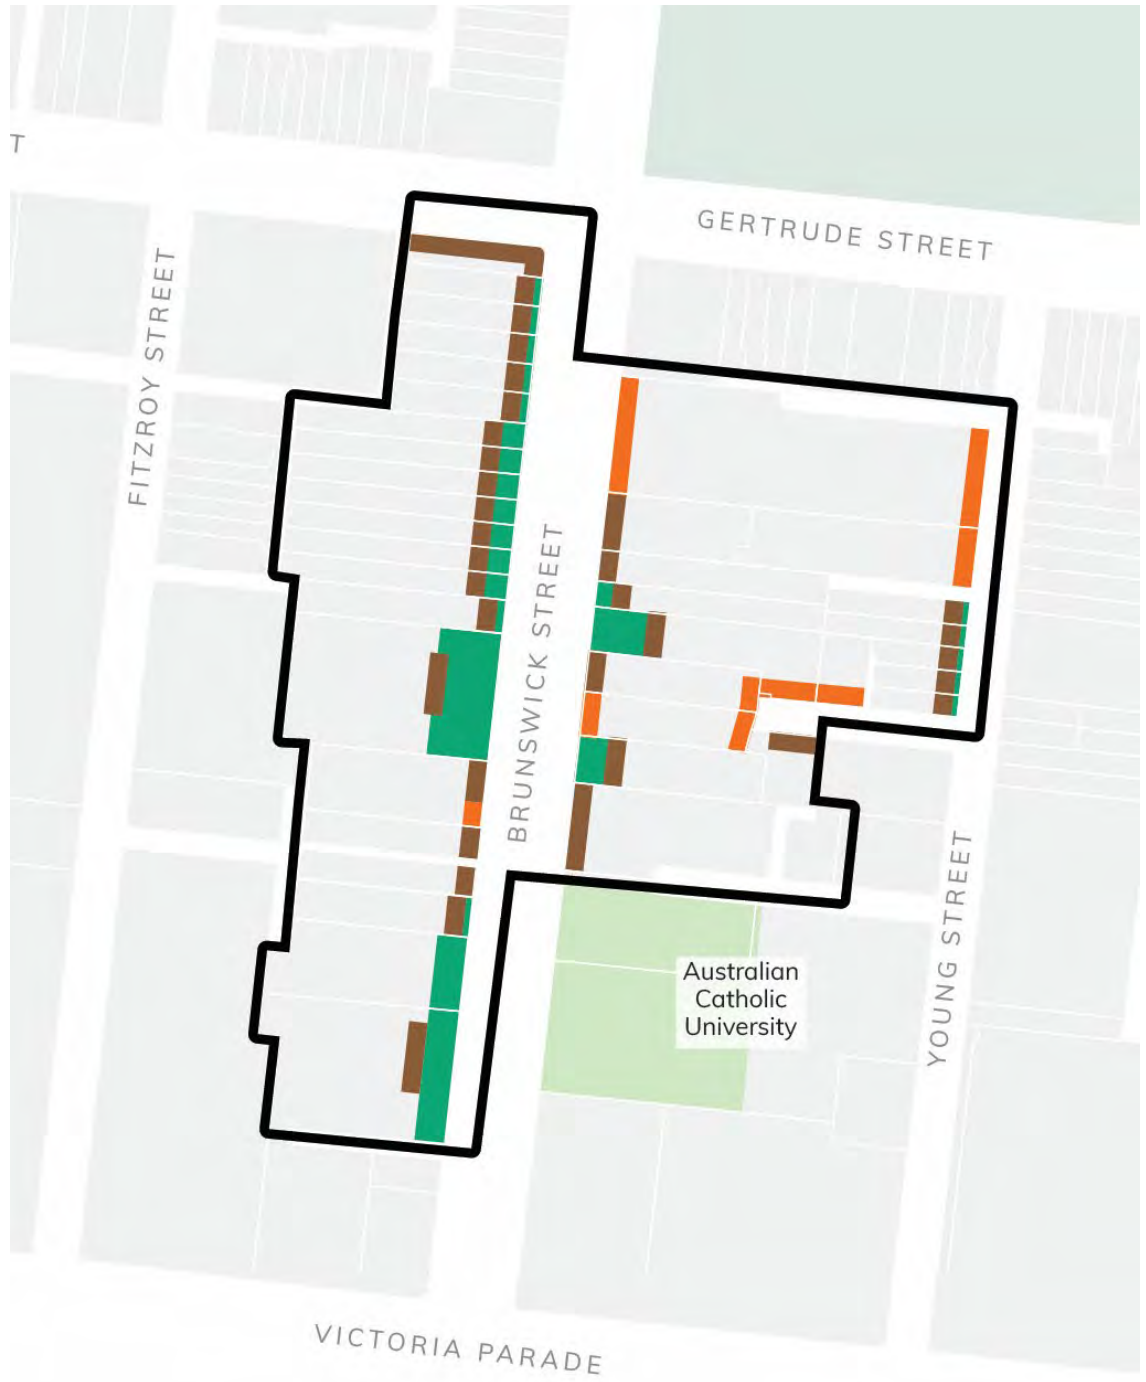 T
GERTRUDE STREET
FITZROY STREET
BRUNSWICK STREET
Australian
Catholic
University
YOUNG STREET
VICTORIA PARADE